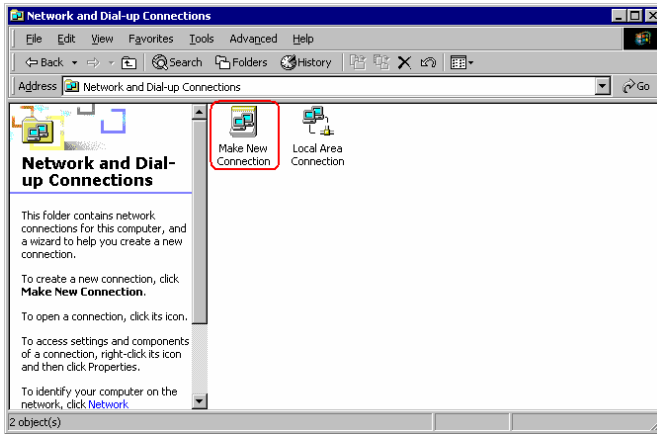 Network and Dial-up Connections
File Edit View Favorites Tools Advanced Help
Back Search Folders History
Address Network and Dial-up Connections Go
Network and Dial-
up Connections
This folder contains network
connections for this computer, and
a wizard to help you create a new
connection.
To create a new connection, click
Make New Connection.
To open a connection, click its icon.
To access settings and components
of a connection, right-click its icon
and then click Properties.
To identify your computer on the
network, click Network
Make New
Connection
Local Area
Connection
2 object(s)